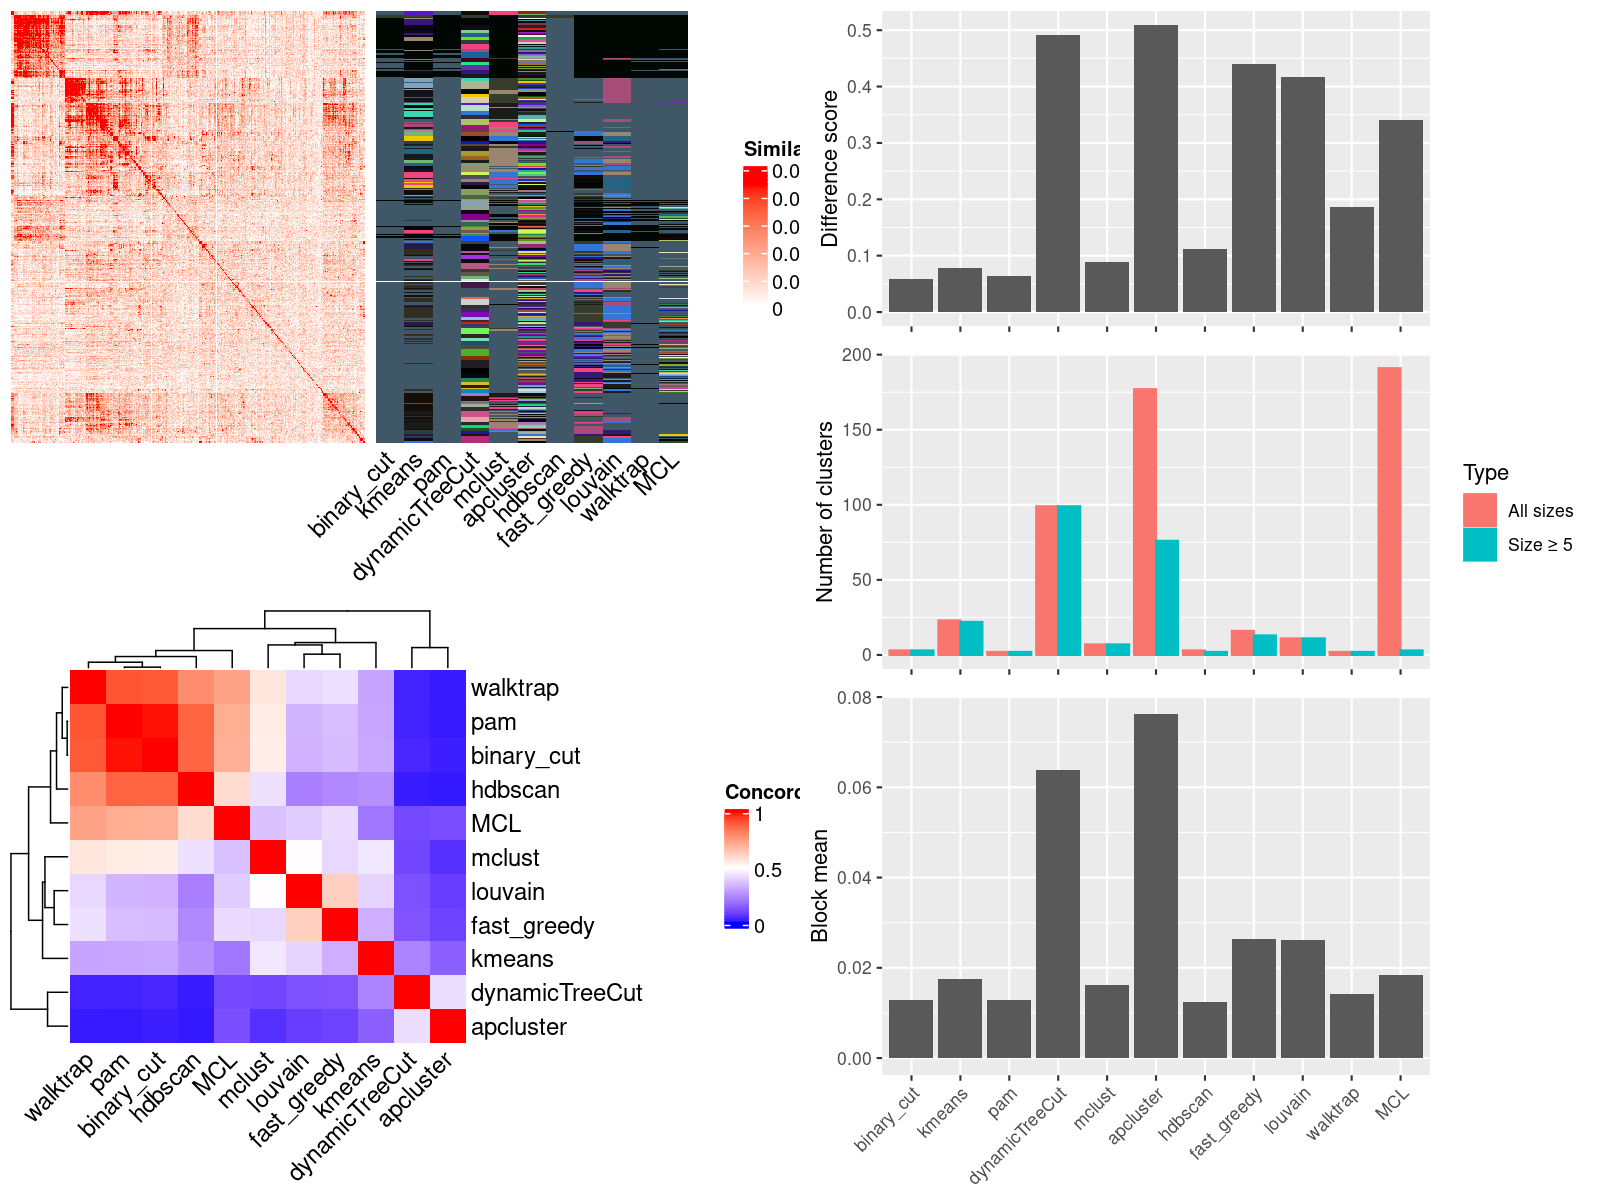 Simila
0.0
0.0
0.0
0.0
0.0
0
binary_cut
kmeans
pam
dynamicTreeCut
mclust
apcluster
hdbscan
fast_greedy
louvain
walktrap
MCL
walktrap
pam
binary_cut
hdbscan
MCL
mclust
louvain
fast_greedy
kmeans
dynamicTreeCut
apcluster
walktrap
pam
binary_cut
hdbscan
MCL
mclust
louvain
fast_greedy
kmeans
dynamicTreeCut
apcluster
Concord
1
0.5
0
Difference score
0.5
0.4
0.3
0.2
0.1
0.0
Number of clusters
200
150
100
50
0
Type
All sizes
Size ≥ 5
Block mean
0.08
0.06
0.04
0.02
0.00
binary_cut
kmeans
pam
dynamicTreeCut
mclust
apcluster
hdbscan
fast_greedy
louvain
walktrap
MCL